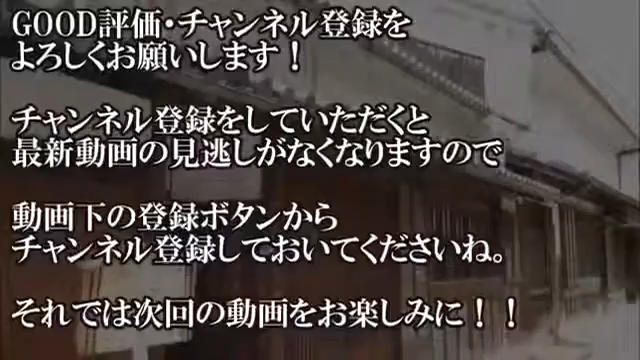 GOOD評価・チャンネル登録を
よろしくお願いします！
チャンネル登録をしていただくと
最新動画の見逃しがなくなりますので
動画下の登録ボタンから
チャンネル登録しておいてくださいね。
それでは次回の動画をお楽しみに！！